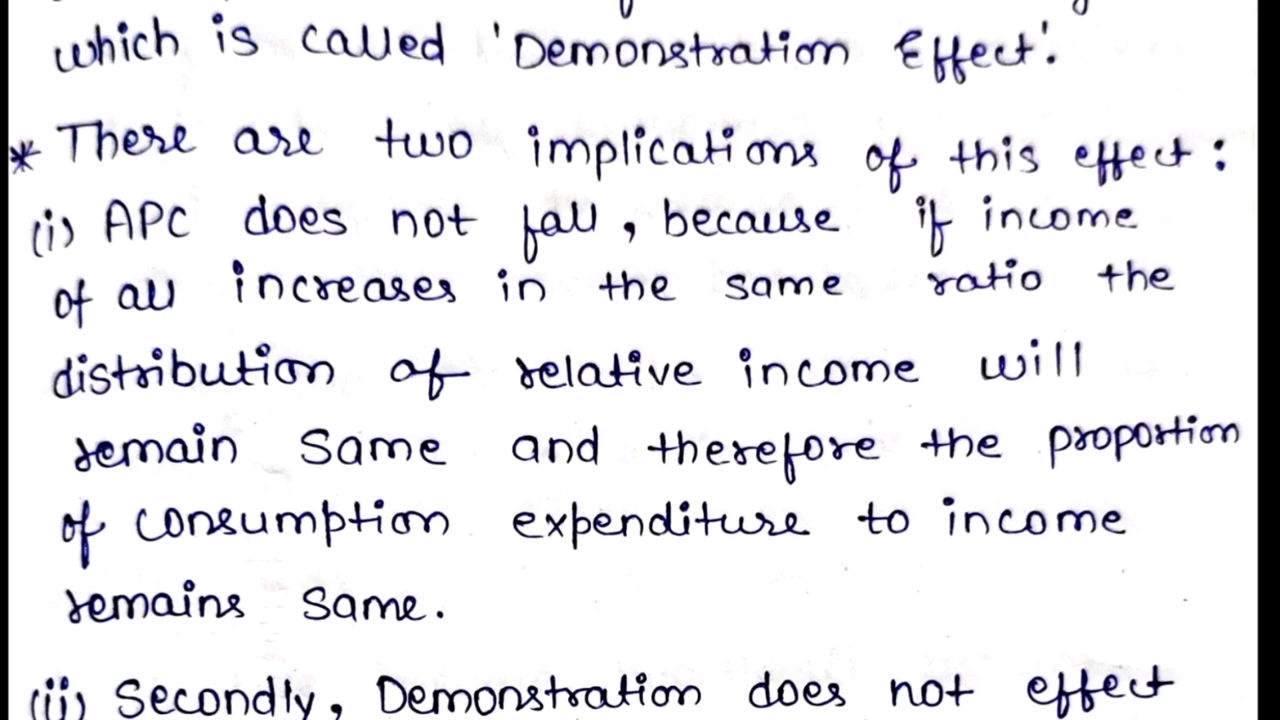 which is called 'Demonstration Effect'.
* There are two implications of this effect :
(i) APC does not fall, because if income
of all increases in the same ratio the
distribution of relative income will
remain same and therefore the proportion
of consumption expenditure to income
remains same.
(ii) Secondly, Demonstration does not effect